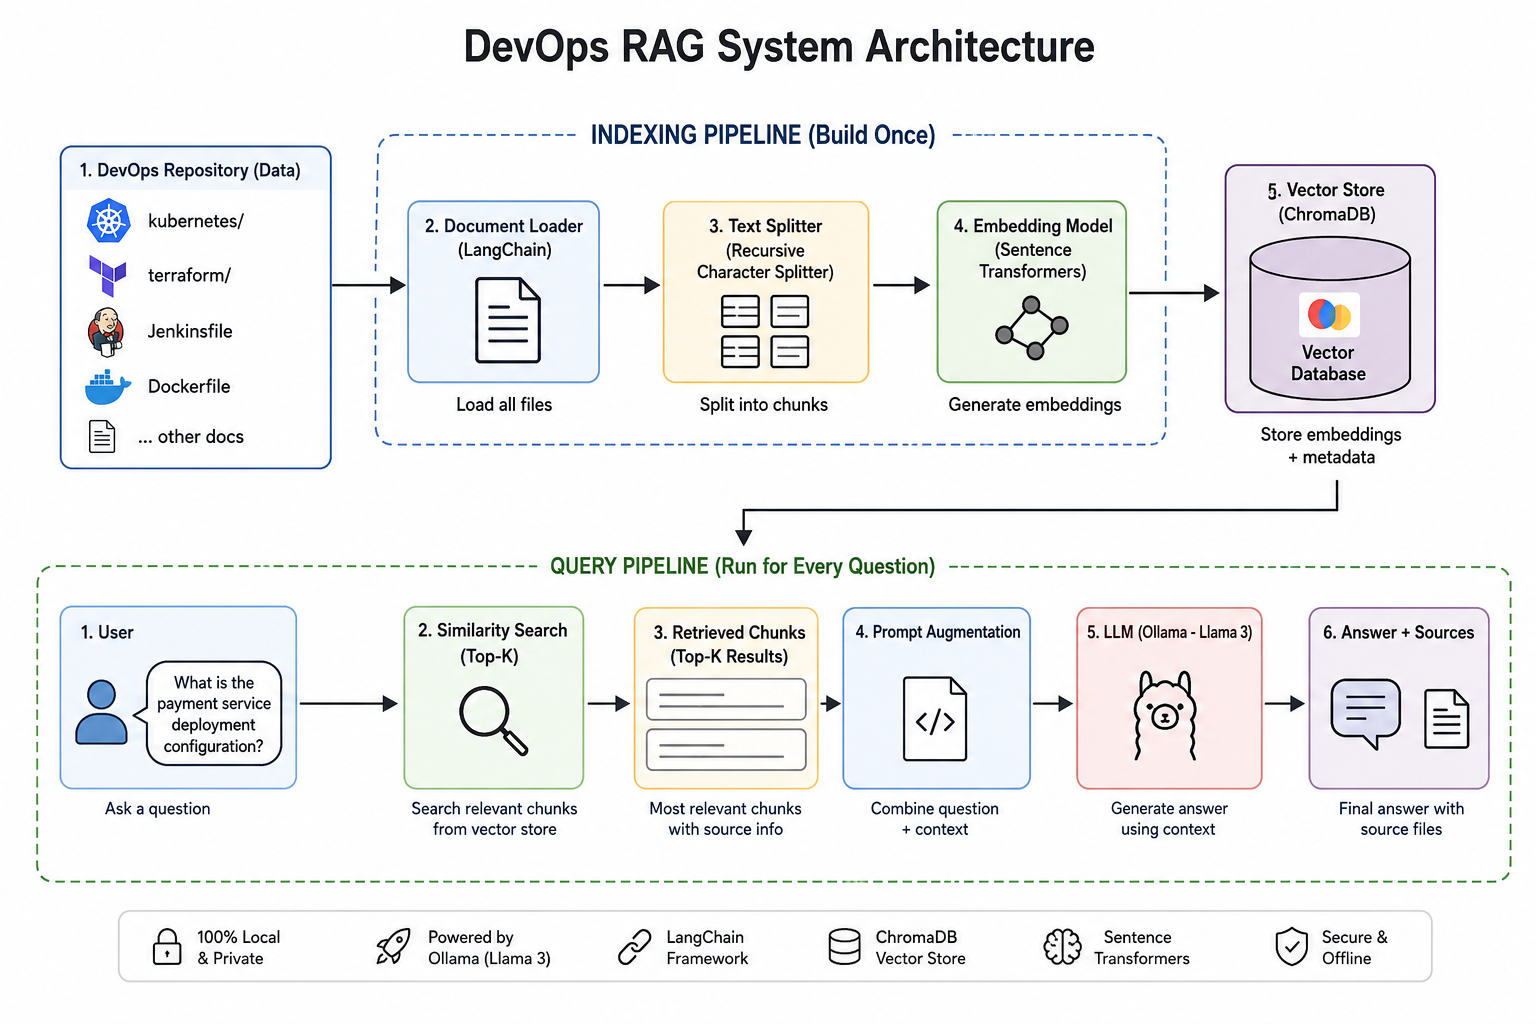 DevOps RAG System Architecture
INDEXING PIPELINE (Build Once)
1. DevOps Repository (Data)
kubernetes/
terraform/
Jenkinsfile
Dockerfile
... other docs
2. Document Loader
(LangChain)
Load all files
3. Text Splitter
(Recursive
Character Splitter)
Split into chunks
4. Embedding Model
(Sentence
Transformers)
Generate embeddings
5. Vector Store
(ChromaDB)
Vector
Database
Store embeddings
+ metadata
QUERY PIPELINE (Run for Every Question)
1. User
What is the
payment service
deployment
configuration?
Ask a question
2. Similarity Search
(Top-K)
Search relevant chunks
from vector store
3. Retrieved Chunks
(Top-K Results)
Most relevant chunks
with source info
4. Prompt Augmentation
</>
Combine question
+ context
5. LLM (Ollama - Llama 3)
Generate answer
using context
6. Answer + Sources
Final answer with
source files
100% Local
& Private
Powered by
Ollama (Llama 3)
LangChain
Framework
ChromaDB
Vector Store
Sentence
Transformers
Secure &
Offline